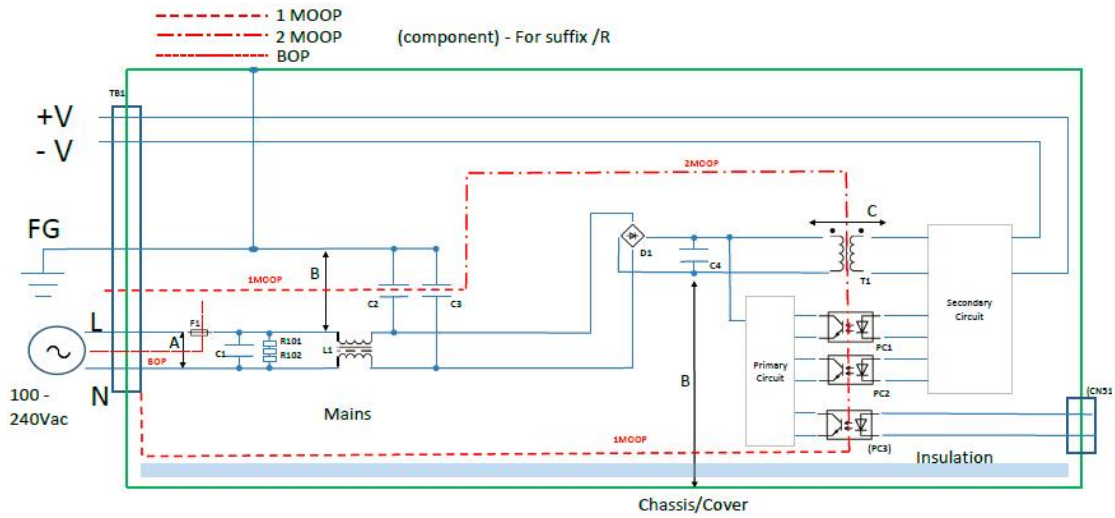 1 MOOP
2 MOOP (component) - For suffix /R
BOP
TB1
+V
- V
2MOOP
FG
C
B
D1
C4
T1
1MOOP
C2
C3
Secondary
Circuit
L
F1
A
R101
C1
R102
L1
PC1
BOP
B
Primary
Circuit
N
PC2
100 -
240Vac
Mains
(CN51
1MOOP
(PC3)
Insulation
Chassis/Cover